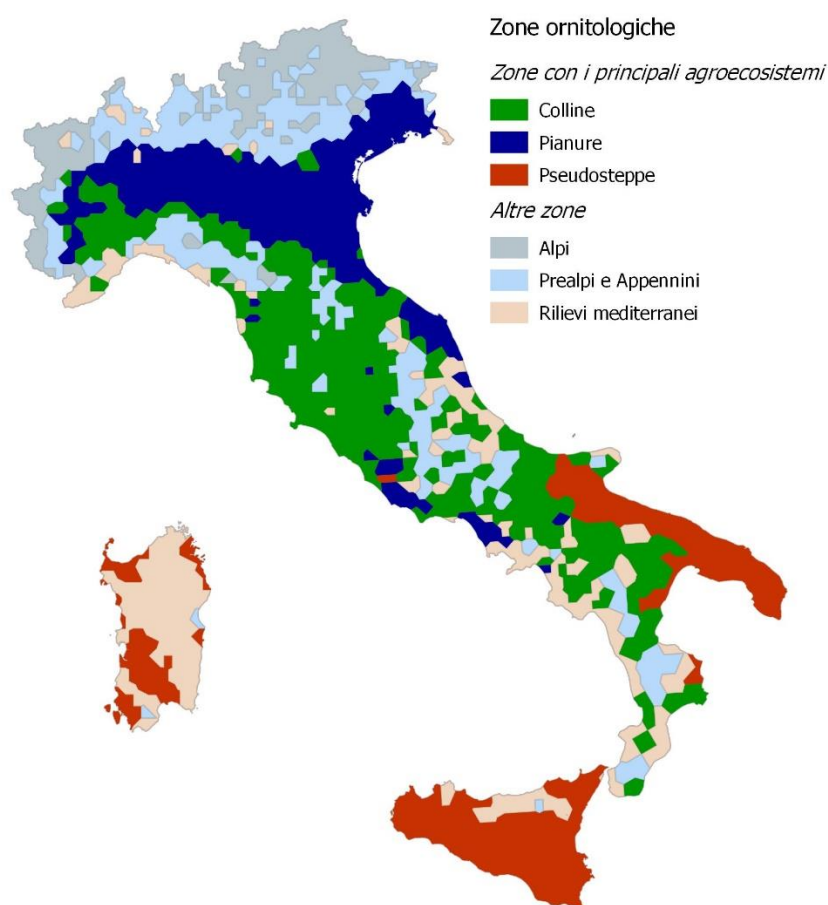 Zone ornitologiche
Zone con i principali agroecosistemi
Colline
Pianure
Pseudosteppe
Altre zone
Alpi
Prealpi e Appennini
Rilievi mediterranei